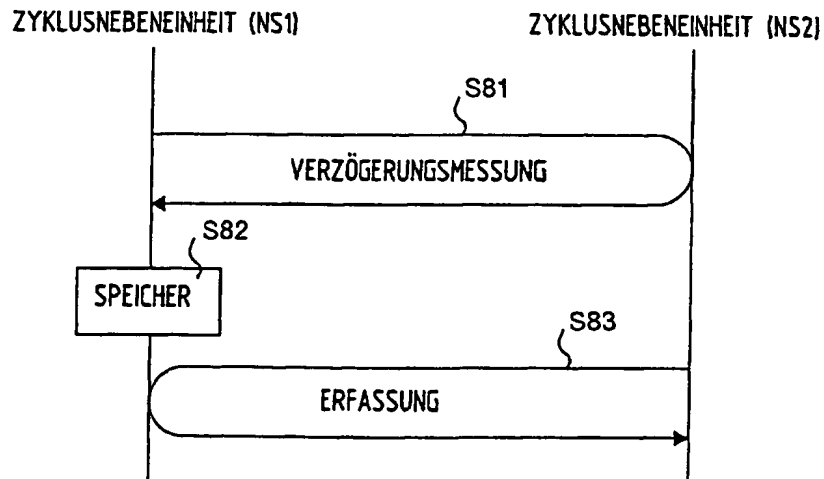 ZYKLUSNEBENEINHEIT (NS1) ZYKLUSNEBENEINHEIT (NS2)
S81
VERZÖGERUNGSMESSUNG
S82
SPEICHER
S83
ERFASSUNG